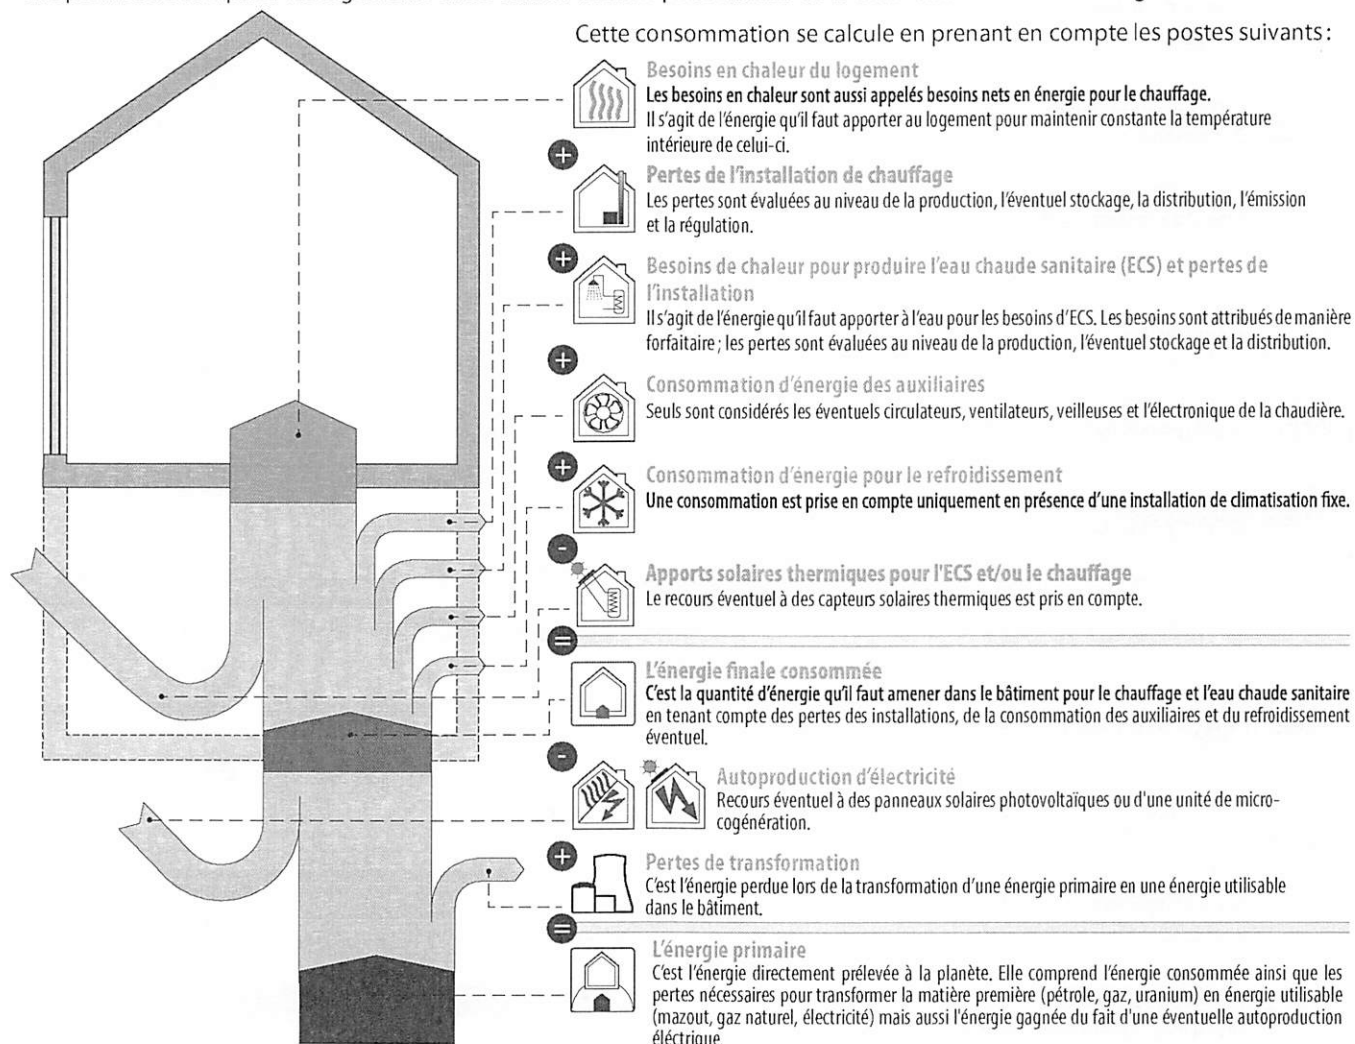 Cette consommation se calcule en prenant en compte les postes suivants :
Besoins en chaleur du logement
Les besoins en chaleur sont aussi appelés besoins nets en énergie pour le chauffage.
Il s'agit de l'énergie qu'il faut apporter au logement pour maintenir constante la température
intérieure de celui-ci.
+
Pertes de l'installation de chauffage
Les pertes sont évaluées au niveau de la production, l'éventuel stockage, la distribution, l'émission
et la régulation.
+
Besoins de chaleur pour produire l'eau chaude sanitaire (ECS) et pertes de
l'installation
Il s'agit de l'énergie qu'il faut apporter à l'eau pour les besoins d'ECS. Les besoins sont attribués de manière
forfaitaire ; les pertes sont évaluées au niveau de la production, l'éventuel stockage et la distribution.
+
Consommation d'énergie des auxiliaires
Seuls sont considérés les éventuels circulateurs, ventilateurs, veilleuses et l'électronique de la chaudière.
+
Consommation d'énergie pour le refroidissement
Une consommation est prise en compte uniquement en présence d'une installation de climatisation fixe.
-
Apports solaires thermiques pour l'ECS et/ou le chauffage
Le recours éventuel à des capteurs solaires thermiques est pris en compte.
=
L'énergie finale consommée
C'est la quantité d'énergie qu'il faut amener dans le bâtiment pour le chauffage et l'eau chaude sanitaire
en tenant compte des pertes des installations, de la consommation des auxiliaires et du refroidissement
éventuel.
-
Autoproduction d'électricité
Recours éventuel à des panneaux solaires photovoltaïques ou d'une unité de micro-
cogénération.
+
Pertes de transformation
C'est l'énergie perdue lors de la transformation d'une énergie primaire en une énergie utilisable
dans le bâtiment.
=
L'énergie primaire
C'est l'énergie directement prélevée à la planète. Elle comprend l'énergie consommée ainsi que les
pertes nécessaires pour transformer la matière première (pétrole, gaz, uranium) en énergie utilisable
(mazout, gaz naturel, électricité) mais aussi l'énergie gagnée du fait d'une éventuelle autoproduction
éléctrique